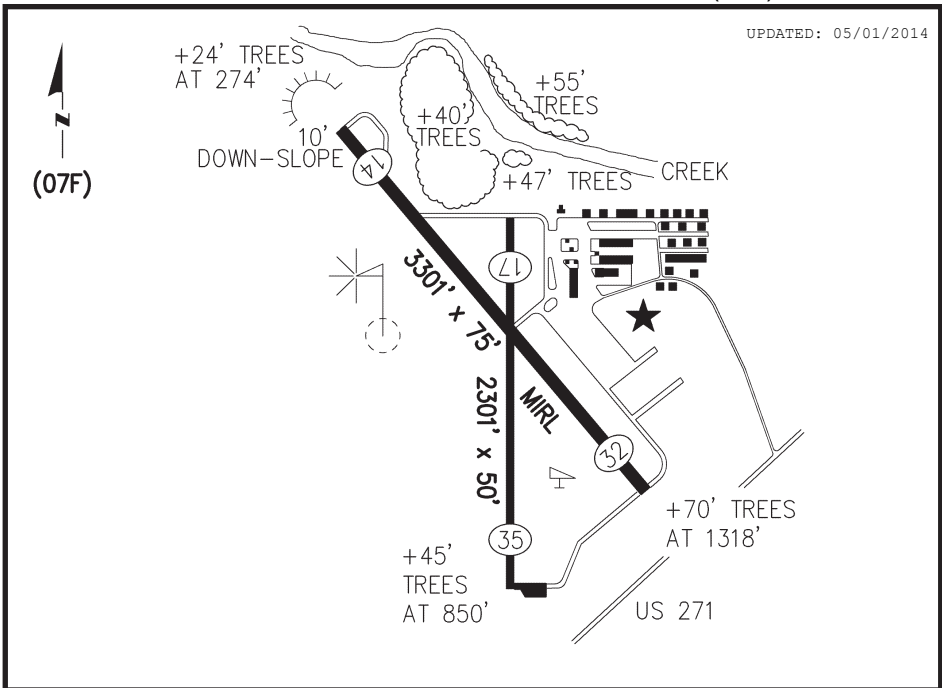 UPDATED: 05/01/2014
+24' TREES
AT 274'
+55'
TREES
+40'
TREES
10'
DOWN-SLOPE
+47' TREES
CREEK
N
(07F)
14
17
3301' x 75'
2301' x 50'
MIRL
32
35
+70' TREES
AT 1318'
+45'
TREES
AT 850'
US 271